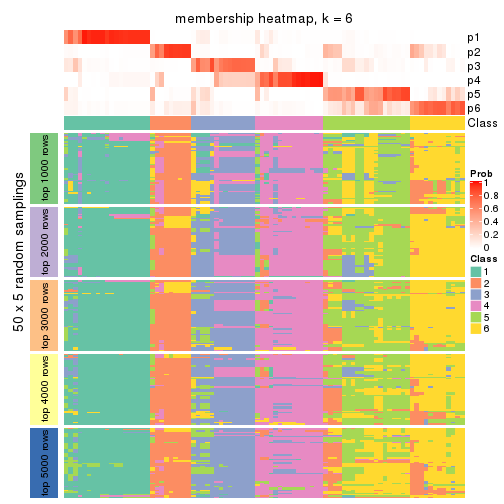 membership heatmap, k = 6
p1
p2
p3
p4
p5
p6
Class
50 x 5 random samplings
top 1000 rows
top 2000 rows
top 3000 rows
top 4000 rows
top 5000 rows
Prob
1
0.8
0.6
0.4
0.2
0
Class
1
2
3
4
5
6